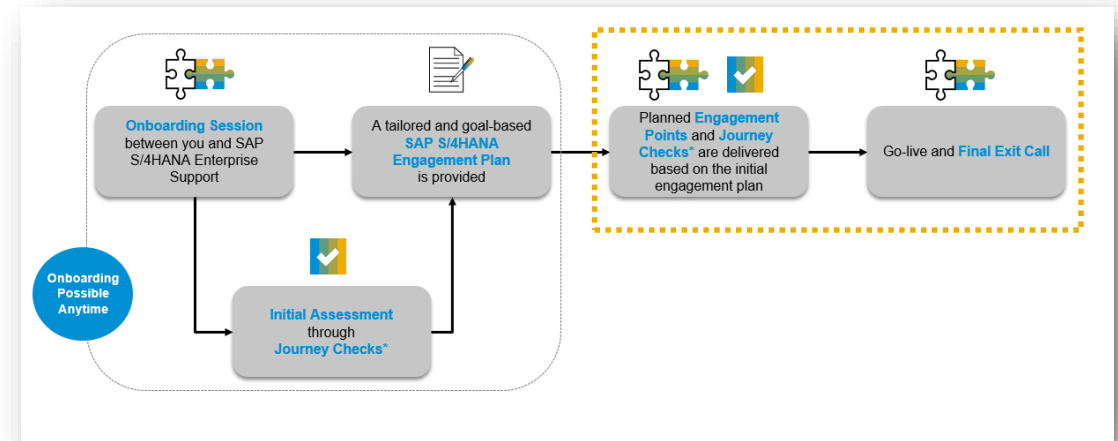 Onboarding Session
between you and SAP
S/4HANA Enterprise
Support
A tailored and goal-based
SAP S/4HANA
Engagement Plan
is provided
Planned Engagement
Points and Journey
Checks* are delivered
based on the initial
engagement plan
Go-live and Final Exit Call
Onboarding
Possible
Anytime
Initial Assessment
through
Journey Checks*